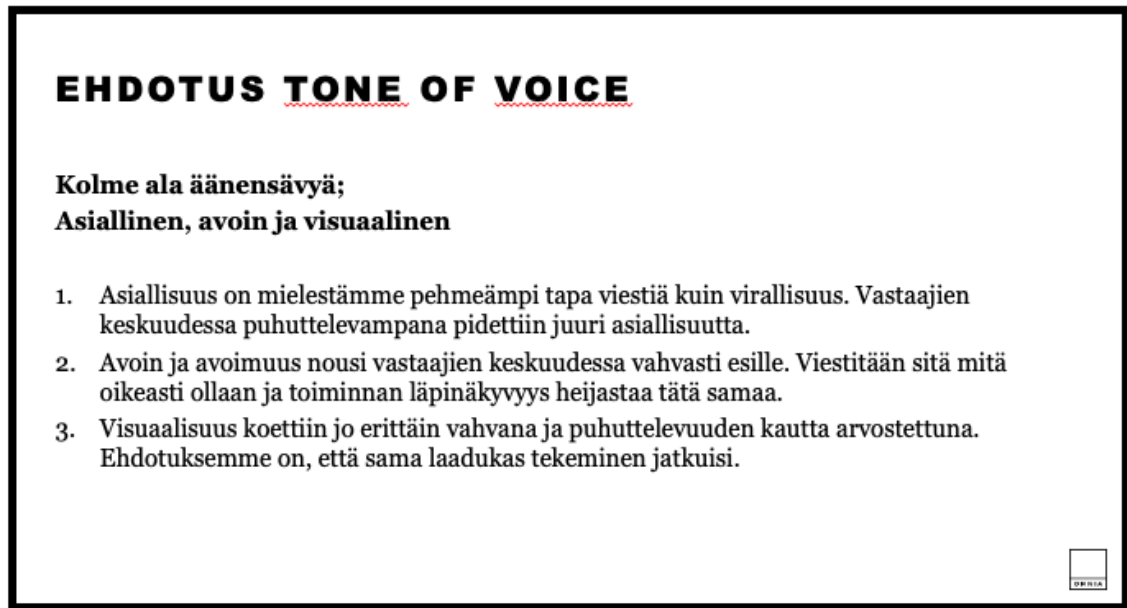 EHDOTUS TONE OF VOICE
Kolme ala äänensävyä;
Asiallinen, avoin ja visuaalinen
1. Asiallisuus on mielestämme pehmeämpi tapa viestiä kuin virallisuus. Vastaajien
keskuudessa puhuttelevampana pidettiin juuri asiallisuutta.
2. Avoin ja avoimuus nousi vastaajien keskuudessa vahvasti esille. Viestitään sitä mitä
oikeasti ollaan ja toiminnan läpinäkyvyys heijastaa tätä samaa.
3. Visuaalisuus koettiin jo erittäin vahvana ja puhuttelevuuden kautta arvostettuna.
Ehdotuksemme on, että sama laadukas tekeminen jatkuisi.
OMNIA